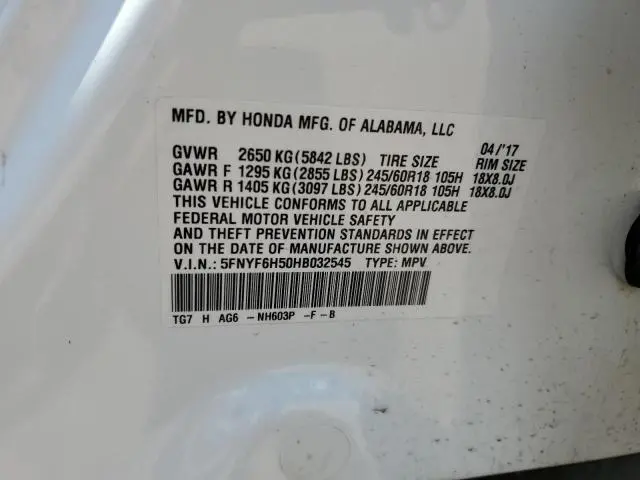 MFD. BY HONDA MFG. OF ALABAMA, LLC
GVWR 2650 KG(5842 LBS) TIRE SIZE 04/'17 RIM SIZE
GAWR F 1295 KG(2855 LBS) 245/60R18 105H 18X8.0J
GAWR R 1405 KG(3097 LBS) 245/60R18 105H 18X8.0J
THIS VEHICLE CONFORMS TO ALL APPLICABLE
FEDERAL MOTOR VEHICLE SAFETY
AND THEFT PREVENTION STANDARDS IN EFFECT
ON THE DATE OF MANUFACTURE SHOWN ABOVE.
V.I.N.: 5FNYF6H50HB032545 TYPE: MPV
TG7 H AG6 -NH603P -F-B